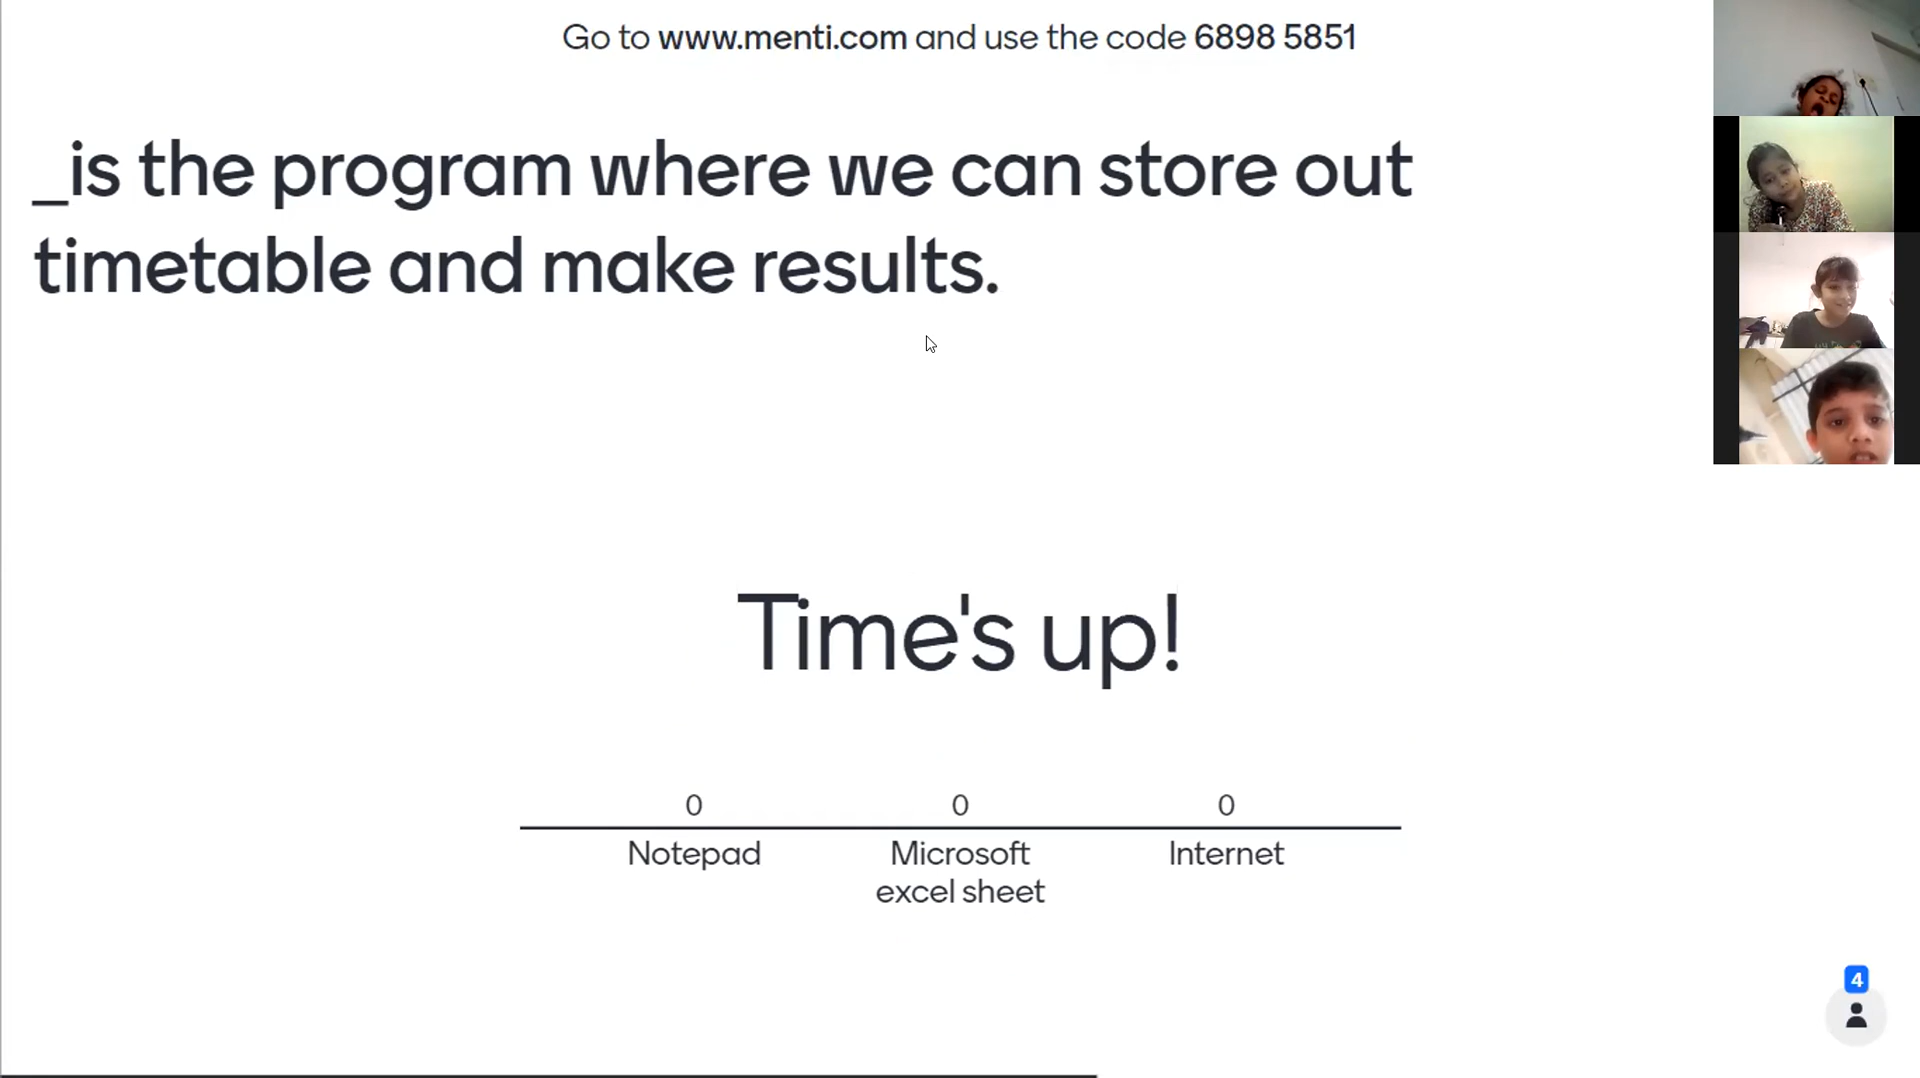 Go to www.menti.com and use the code 6898 5851
_is the program where we can store out
timetable and make results.
Time's up!
0 0 0
Notepad Microsoft Internet
excel sheet
4